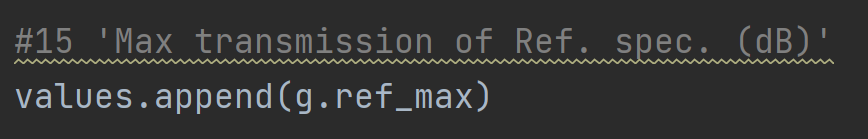 #15 'Max transmission of Ref. spec. (dB)'
values.append(g.ref_max)